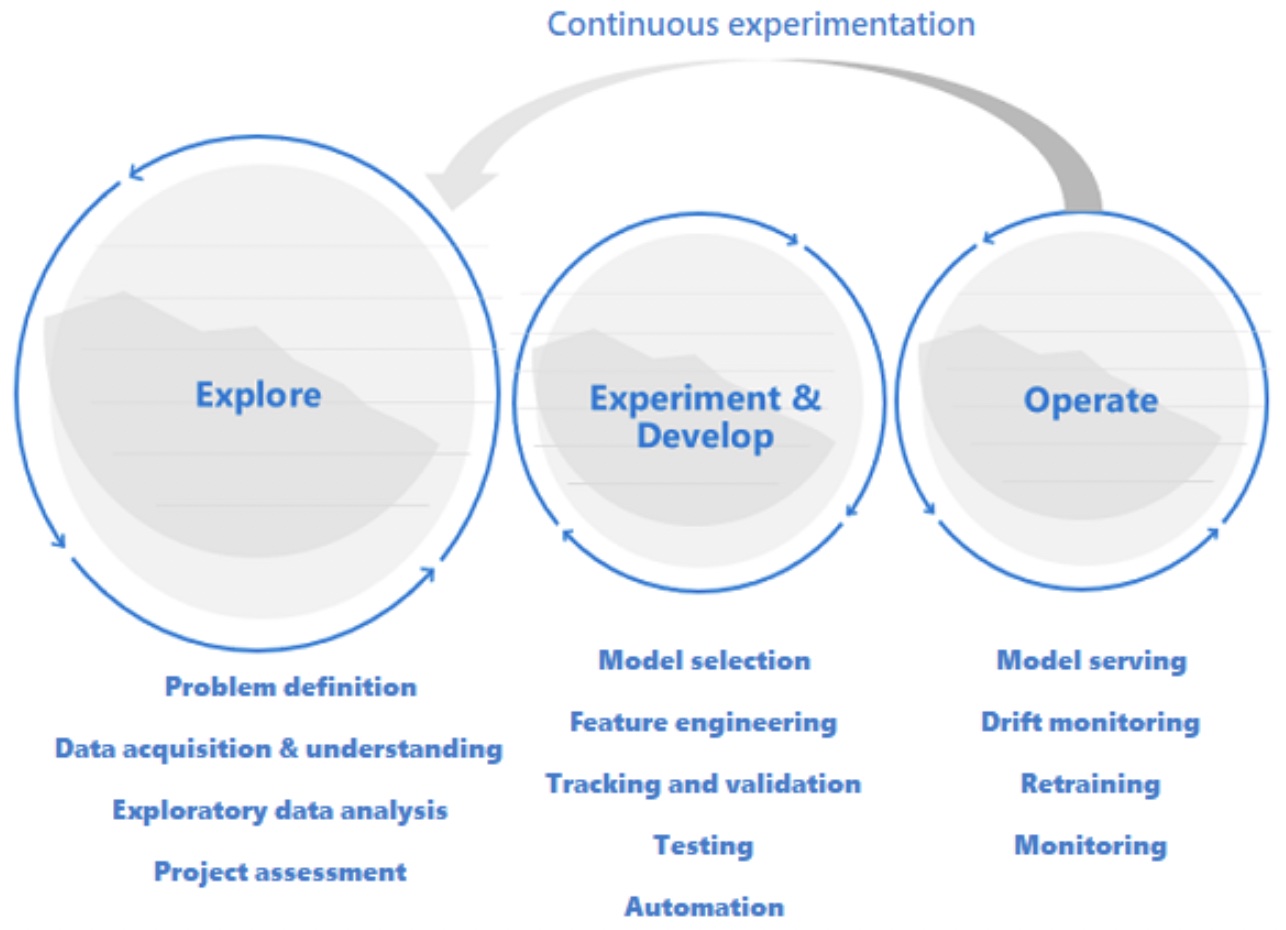 Continuous experimentation
Explore
Experiment &
Develop
Operate
Problem definition
Data acquisition & understanding
Exploratory data analysis
Project assessment
Model selection
Feature engineering
Tracking and validation
Testing
Automation
Model serving
Drift monitoring
Retraining
Monitoring